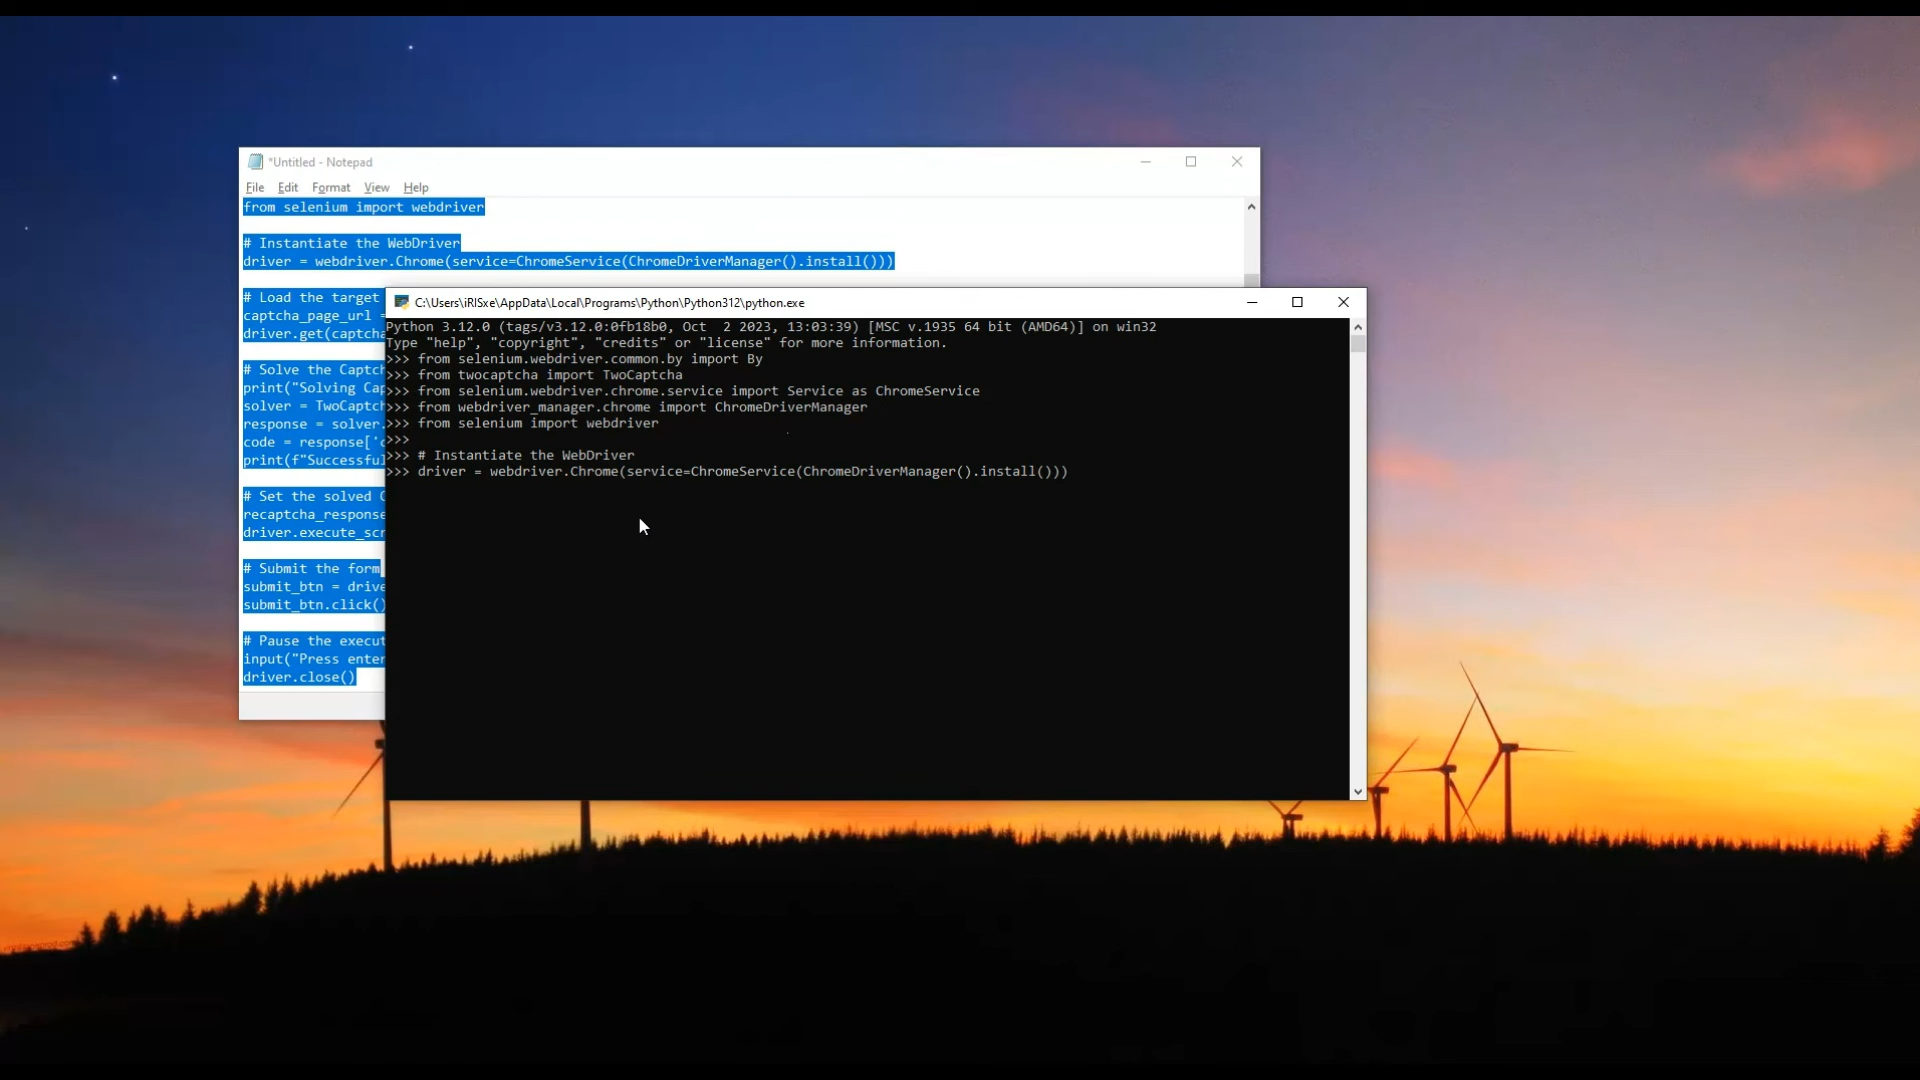 *Untitled - Notepad
File Edit Format View Help
from selenium import webdriver
# Instantiate the WebDriver
driver = webdriver.Chrome(service=ChromeService(ChromeDriverManager().install()))
# Load the target
captcha_page_url =
driver.get(captcha
# Solve the Captch
print("Solving Cap
solver = TwoCaptch
response = solver.
code = response['c
print(f"Successful
# Set the solved C
recaptcha_response
driver.execute_scr
# Submit the form
submit_btn = drive
submit_btn.click()
# Pause the execut
input("Press enter
driver.close()
C:\Users\iRISxe\AppData\Local\Programs\Python\Python312\python.exe
Python 3.12.0 (tags/v3.12.0:0fb18b0, Oct  2 2023, 13:03:39) [MSC v.1935 64 bit (AMD64)] on win32
Type "help", "copyright", "credits" or "license" for more information.
>>> from selenium.webdriver.common.by import By
>>> from twocaptcha import TwoCaptcha
>>> from selenium.webdriver.chrome.service import Service as ChromeService
>>> from webdriver_manager.chrome import ChromeDriverManager
>>> from selenium import webdriver
>>>
>>> # Instantiate the WebDriver
>>> driver = webdriver.Chrome(service=ChromeService(ChromeDriverManager().install()))